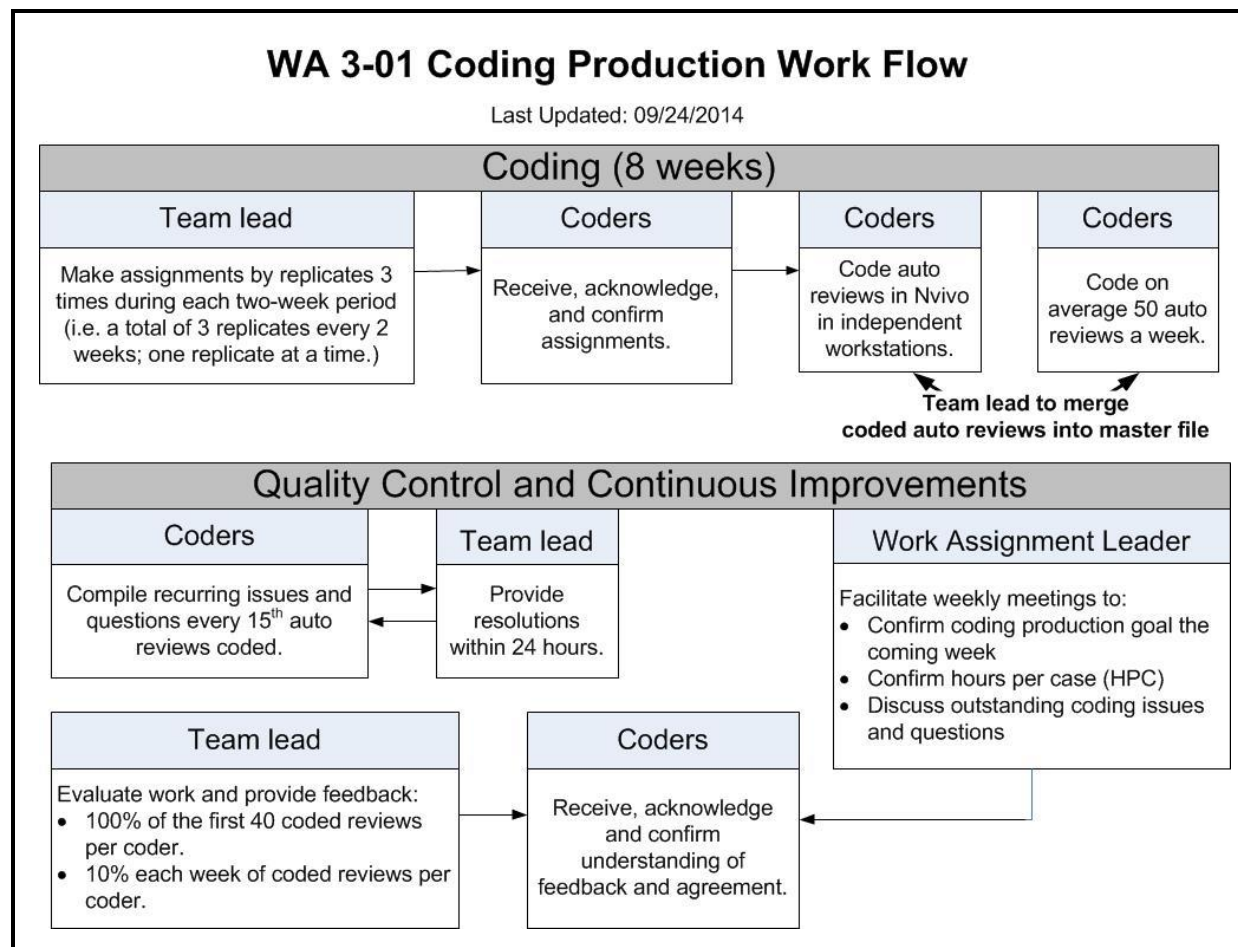 WA 3-01 Coding Production Work Flow
Last Updated: 09/24/2014
Coding (8 weeks)
Team lead
Make assignments by replicates 3
times during each two-week period
(i.e. a total of 3 replicates every 2
weeks; one replicate at a time.)
Coders
Receive, acknowledge,
and confirm
assignments.
Coders
Code auto
reviews in Nvivo
in independent
workstations.
Coders
Code on
average 50 auto
reviews a week.
Team lead to merge
coded auto reviews into master file
Quality Control and Continuous Improvements
Coders
Compile recurring issues and
questions every 15th auto
reviews coded.
Team lead
Provide
resolutions
within 24 hours.
Work Assignment Leader
Facilitate weekly meetings to:
• Confirm coding production goal the
coming week
• Confirm hours per case (HPC)
• Discuss outstanding coding issues
and questions
Team lead
Evaluate work and provide feedback:
• 100% of the first 40 coded reviews
per coder.
• 10% each week of coded reviews per
coder.
Coders
Receive, acknowledge
and confirm
understanding of
feedback and agreement.